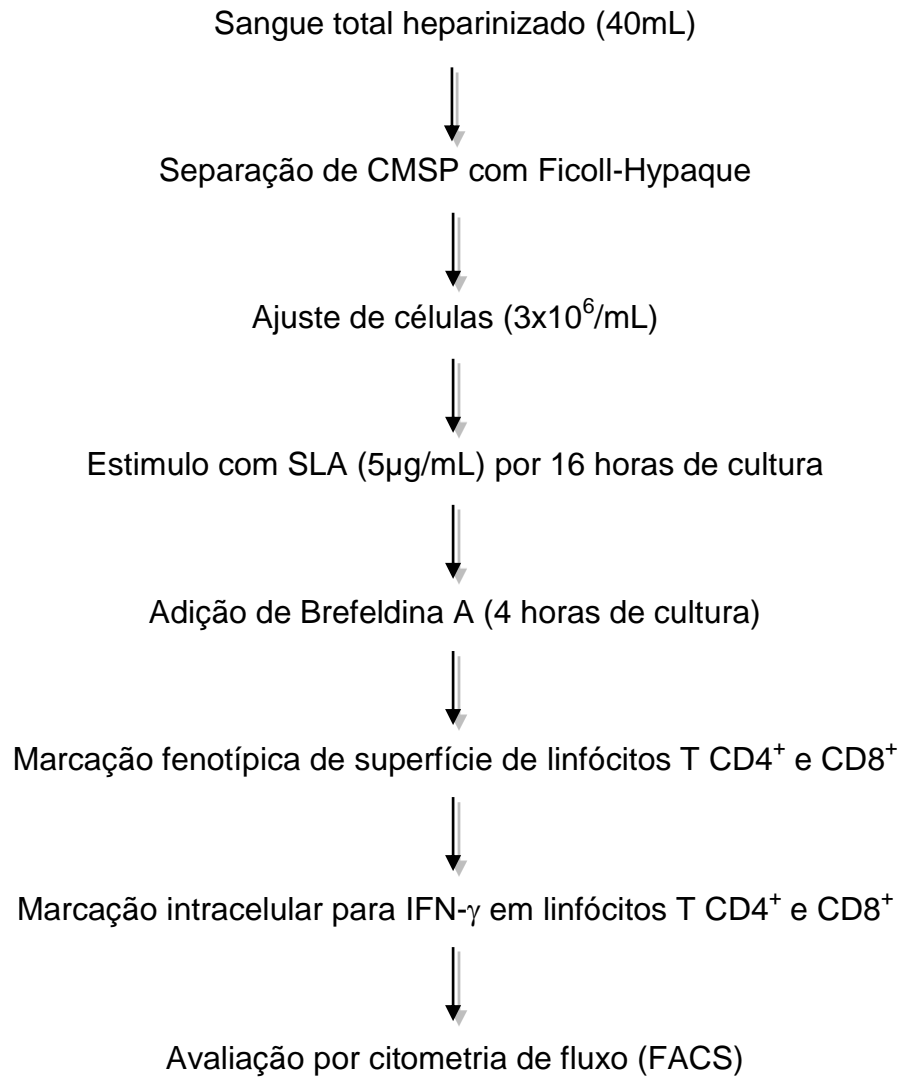 Sangue total heparinizado (40mL)
Separação de CMSP com Ficoll-Hypaque
Ajuste de células (3x10⁶/mL)
Estimulo com SLA (5µg/mL) por 16 horas de cultura
Adição de Brefeldina A (4 horas de cultura)
Marcação fenotípica de superfície de linfócitos T CD4⁺ e CD8⁺
Marcação intracelular para IFN-γ em linfócitos T CD4⁺ e CD8⁺
Avaliação por citometria de fluxo (FACS)